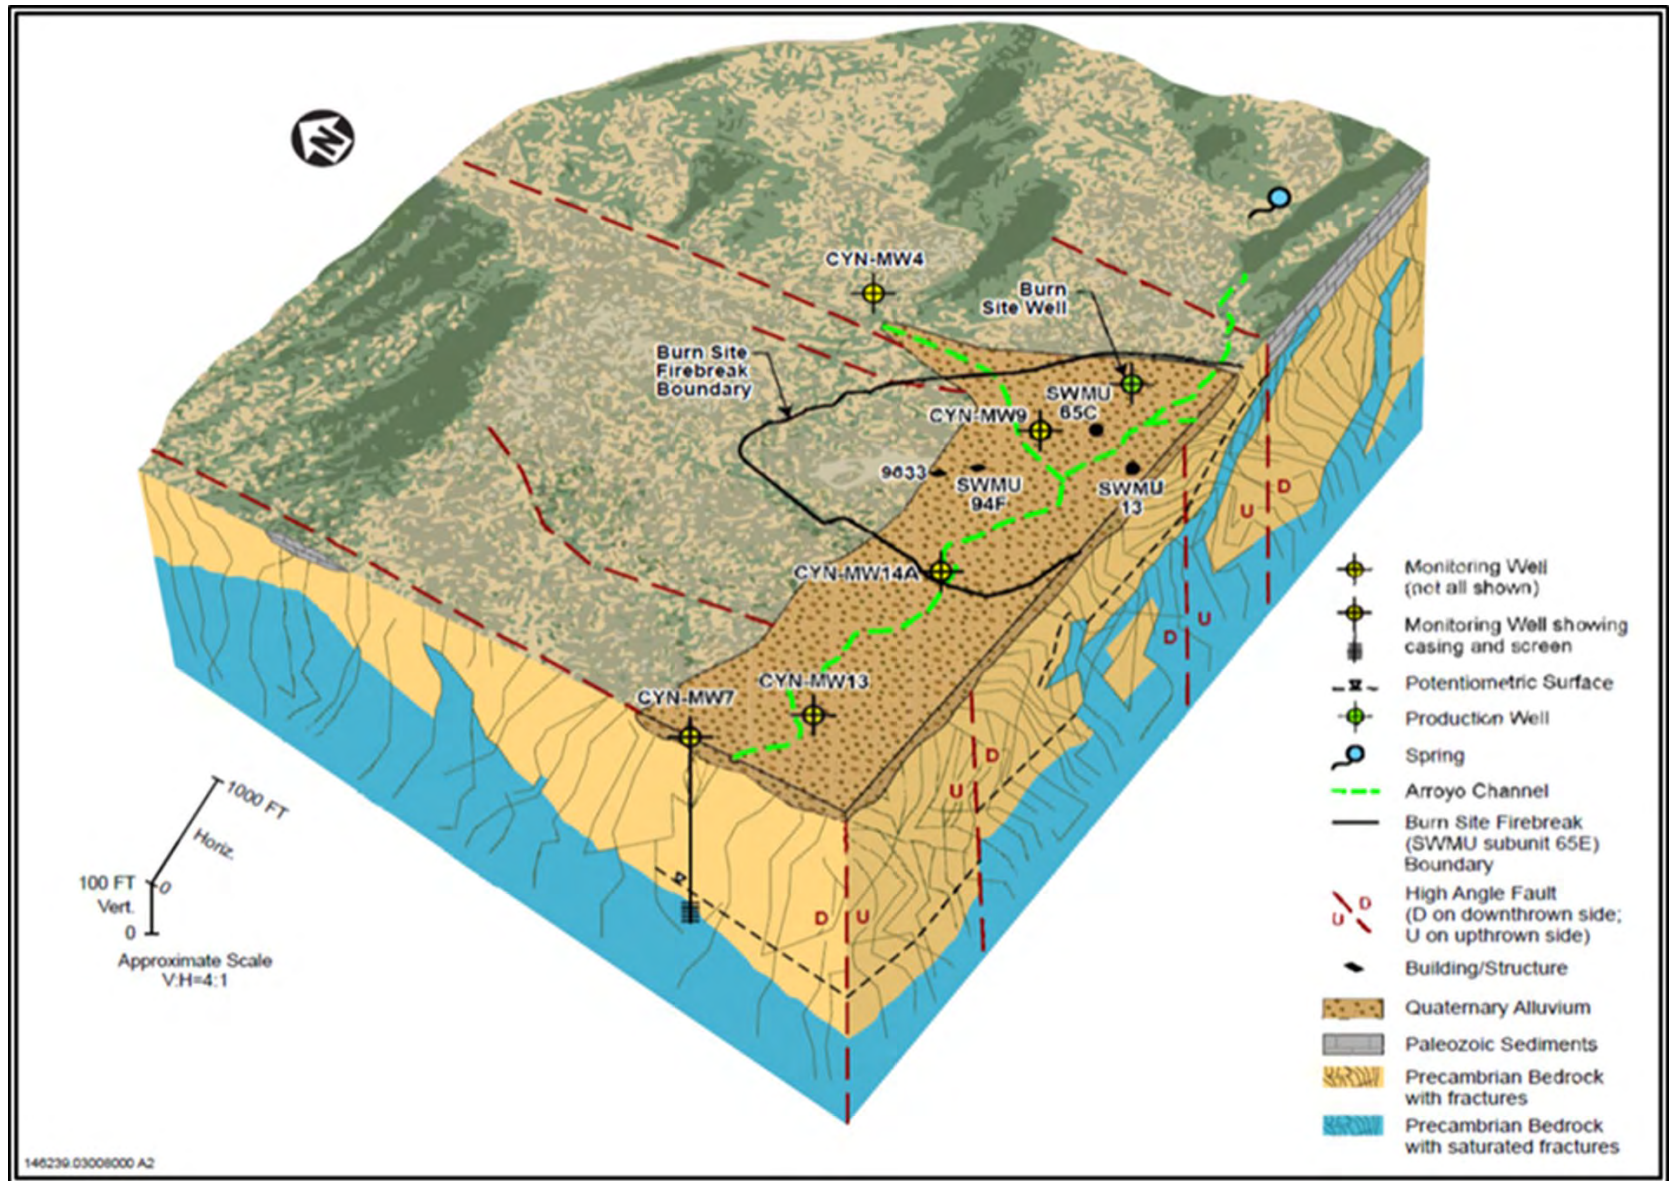 N
CYN-MW4
Burn
Site Well
Burn Site
Firebreak
Boundary
SWMU
65C
CYN-MW9
9833
SWMU
94F
SWMU
13
D
U
CYN-MW14A
U
D
CYN-MW7
CYN-MW13
D
U
D
U
1000 FT
Horiz.
0
100 FT
Vert.
0
Approximate Scale
V:H=4:1
Monitoring Well
(not all shown)
Monitoring Well showing
casing and screen
Potentiometric Surface
Production Well
Spring
Arroyo Channel
Burn Site Firebreak
(SWMU subunit 65E)
Boundary
U
D
High Angle Fault
(D on downthrown side;
U on upthrown side)
Building/Structure
Quaternary Alluvium
Paleozoic Sediments
Precambrian Bedrock
with fractures
Precambrian Bedrock
with saturated fractures
146239.03008000 A2